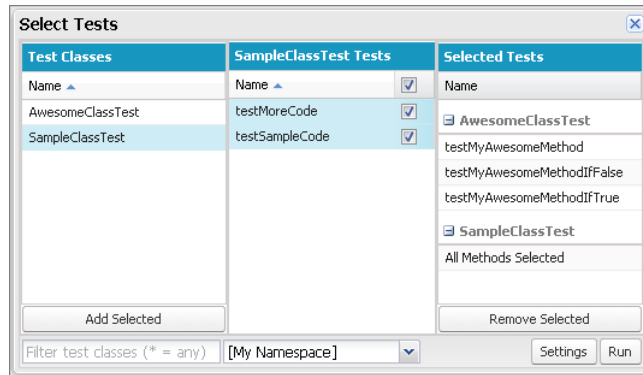 Select Tests
Test Classes
Name
AwesomeClassTest
SampleClassTest
Add Selected
SampleClassTest Tests
Name
testMoreCode
testSampleCode
Selected Tests
Name
AwesomeClassTest
testMyAwesomeMethod
testMyAwesomeMethodIfFalse
testMyAwesomeMethodIfTrue
SampleClassTest
All Methods Selected
Remove Selected
Filter test classes (* = any)
[My Namespace]
Settings
Run